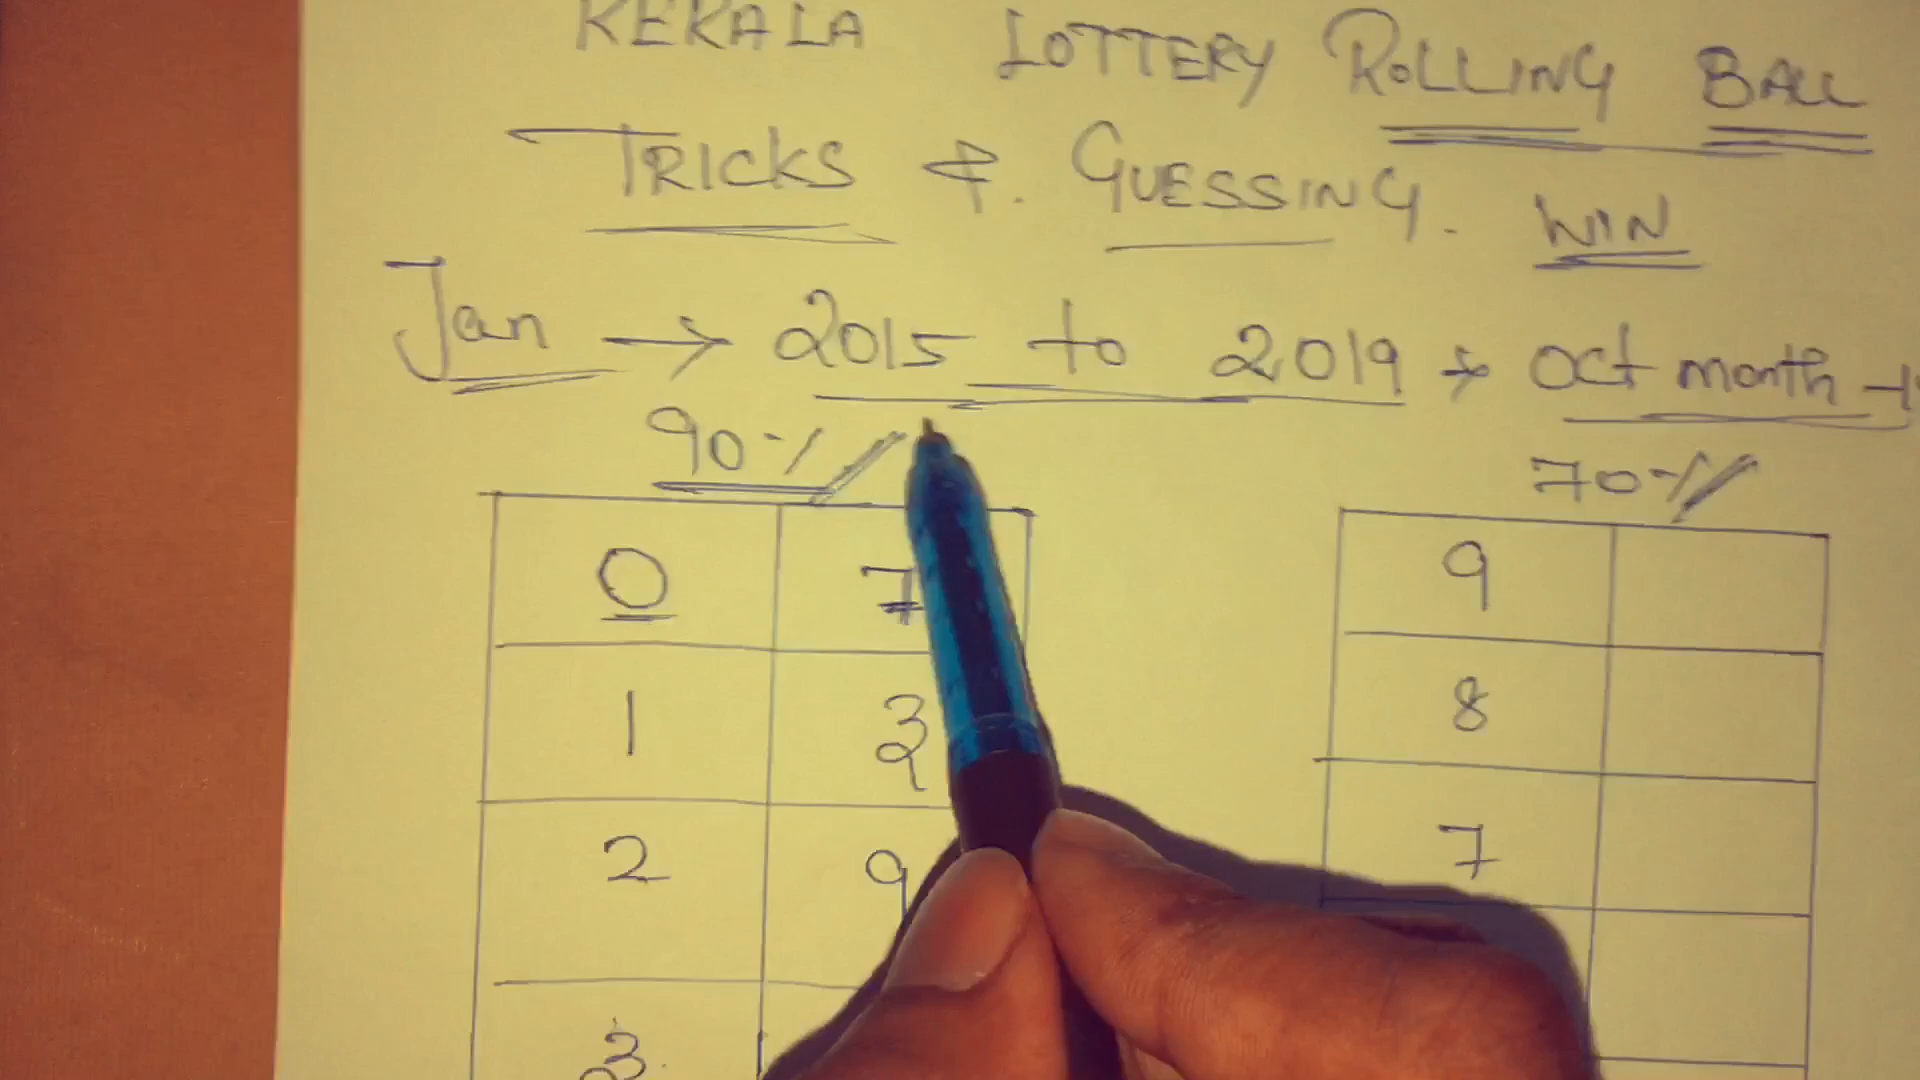 KERALA LOTTERY ROLLING BALL
TRICKS &. GUESSING. WIN
Jan → 2015 to 2019 → Oct month
90% 70%
0 7 9
1 3 8
2 9 7
3